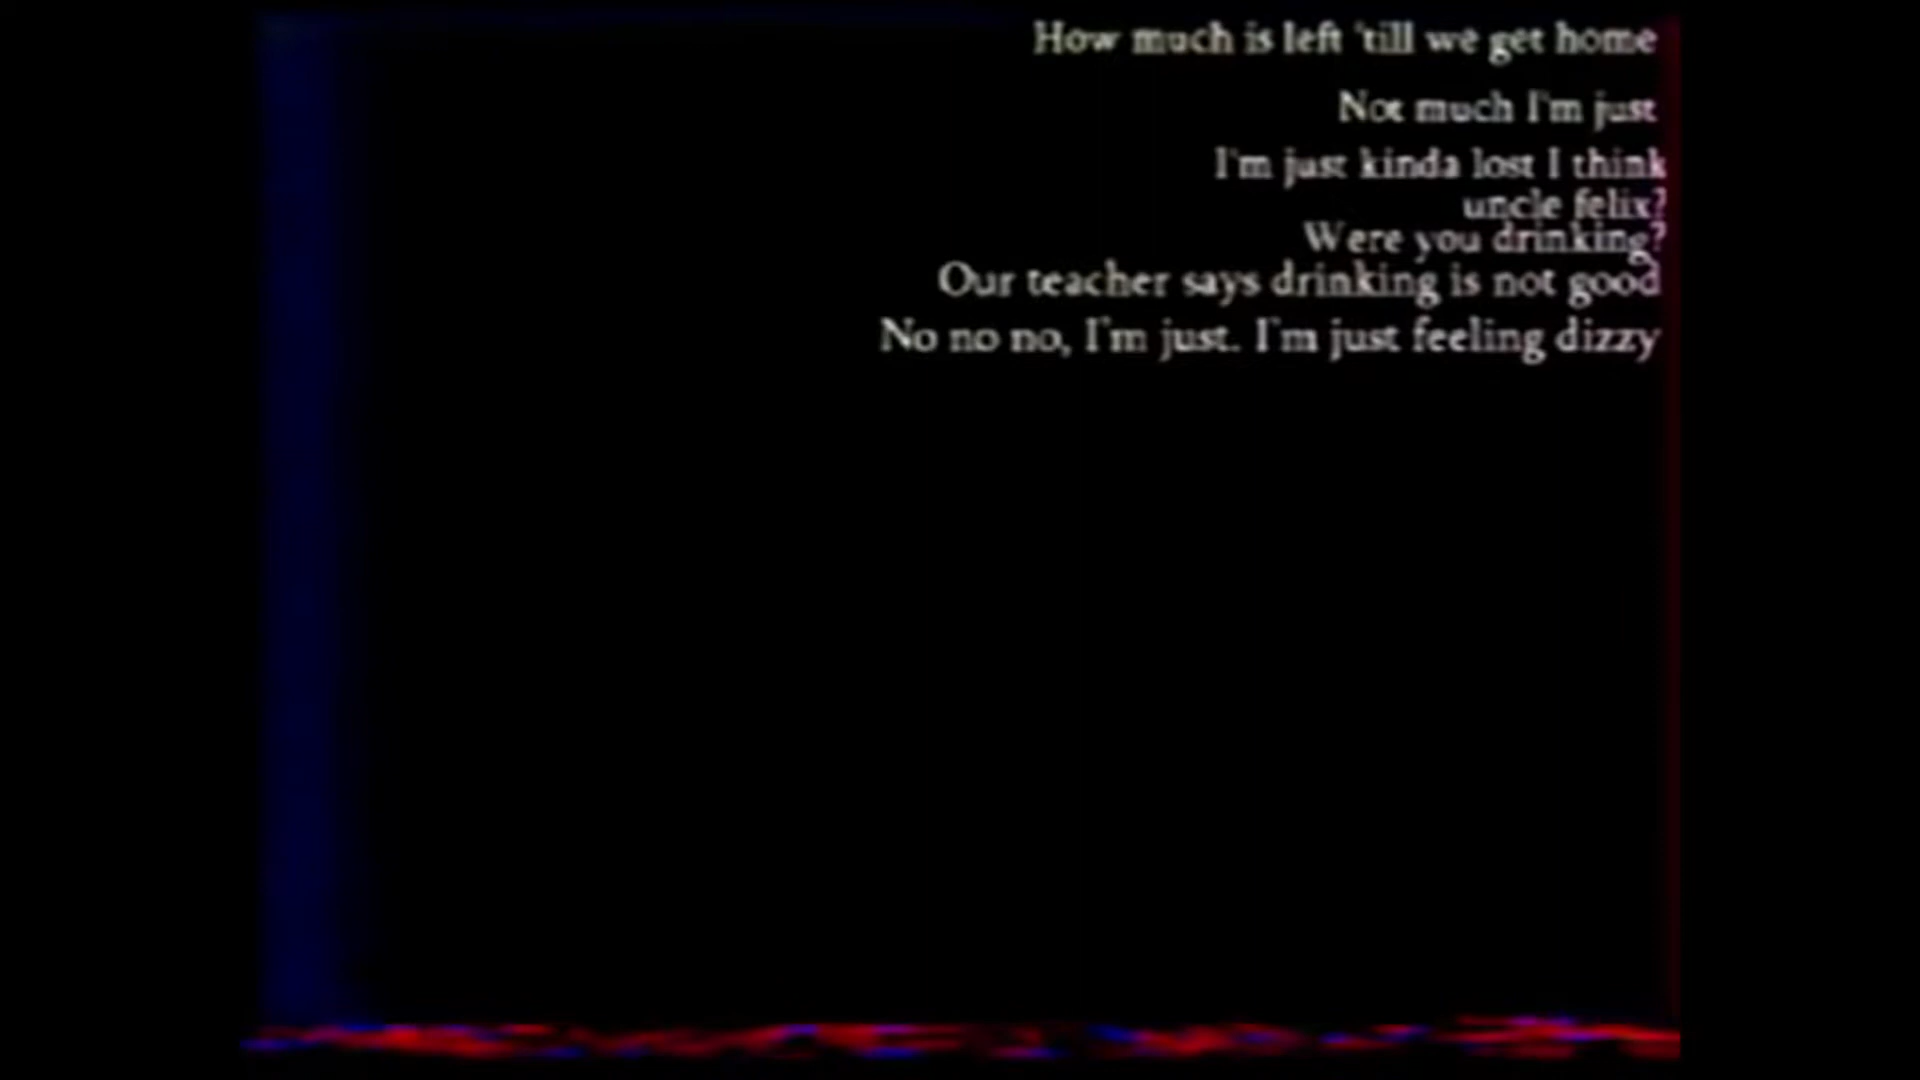 How much is left 'till we get home
Not much I'm just
I'm just kinda lost I think
uncle felix?
Were you drinking?
Our teacher says drinking is not good
No no no, I'm just. I'm just feeling dizzy